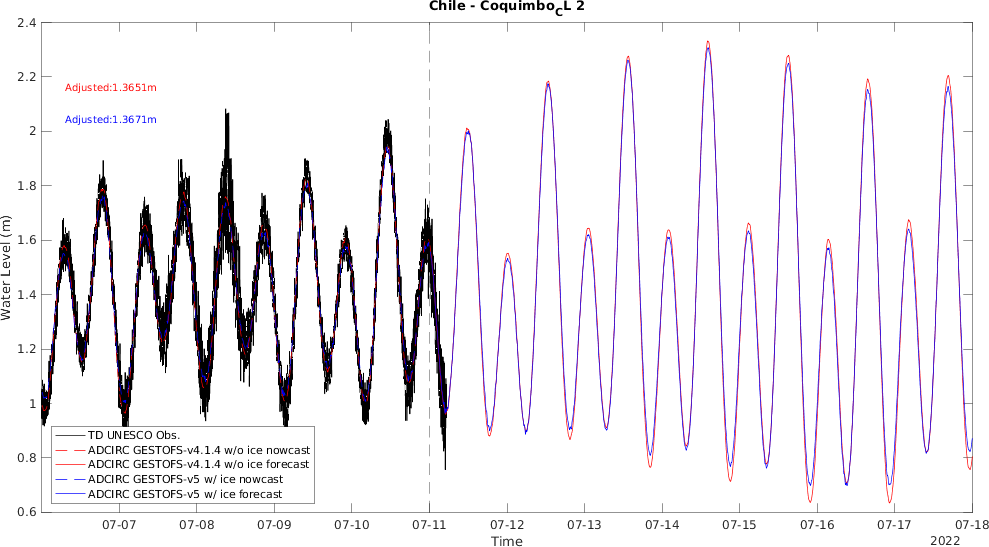 Chile - Coquimbo_CL 2
Water Level (m)
2.4
2.2
2
1.8
1.6
1.4
1.2
1
0.8
0.6
Adjusted:1.3651m
Adjusted:1.3671m
TD UNESCO Obs.
ADCIRC GESTOFS-v4.1.4 w/o ice nowcast
ADCIRC GESTOFS-v4.1.4 w/o ice forecast
ADCIRC GESTOFS-v5 w/ ice nowcast
ADCIRC GESTOFS-v5 w/ ice forecast
07-07 07-08 07-09 07-10 07-11 07-12 07-13 07-14 07-15 07-16 07-17 07-18
Time
2022